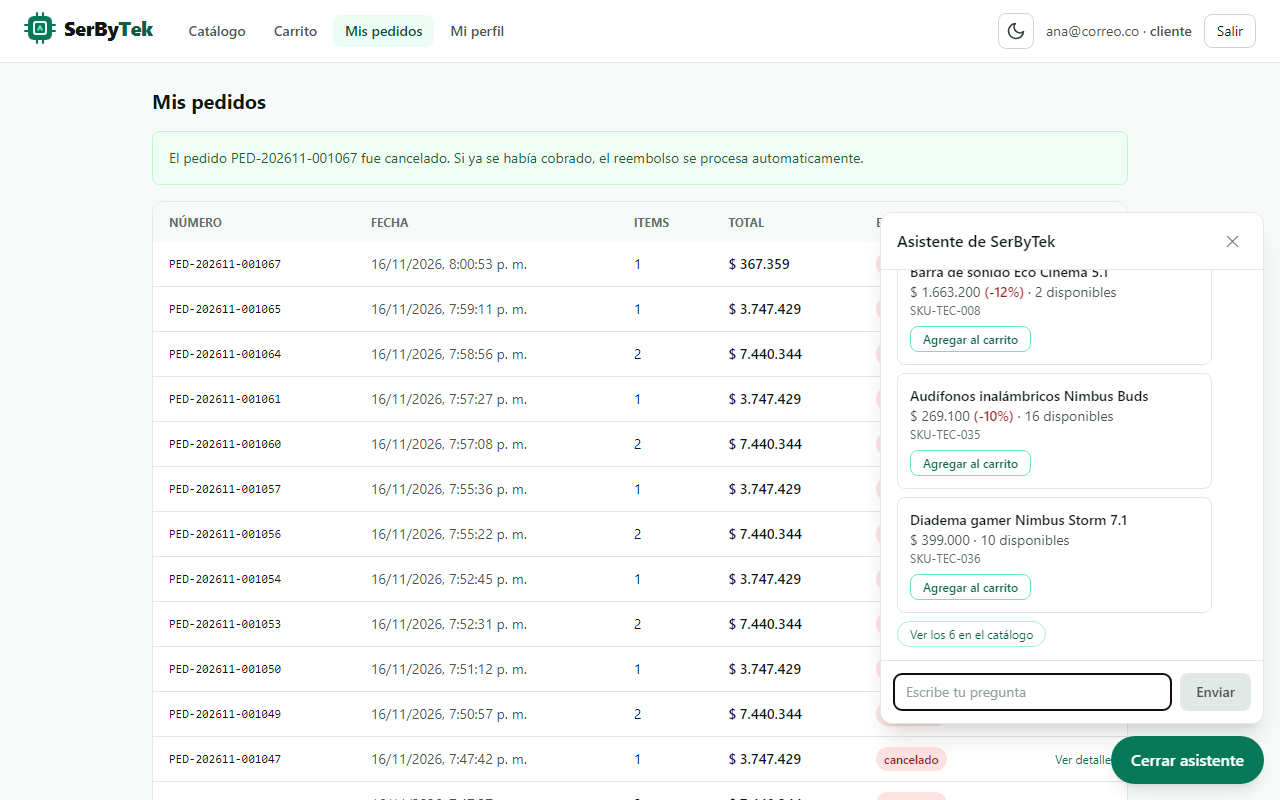 SerByTek Catálogo Carrito Mis pedidos Mi perfil ana@correo.co · cliente Salir
Mis pedidos
El pedido PED-202611-001067 fue cancelado. Si ya se había cobrado, el reembolso se procesa automaticamente.
NÚMERO FECHA ITEMS TOTAL
PED-202611-001067 16/11/2026, 8:00:53 p. m. 1 $ 367.359
PED-202611-001065 16/11/2026, 7:59:11 p. m. 1 $ 3.747.429
PED-202611-001064 16/11/2026, 7:58:56 p. m. 2 $ 7.440.344
PED-202611-001061 16/11/2026, 7:57:27 p. m. 1 $ 3.747.429
PED-202611-001060 16/11/2026, 7:57:08 p. m. 2 $ 7.440.344
PED-202611-001057 16/11/2026, 7:55:36 p. m. 1 $ 3.747.429
PED-202611-001056 16/11/2026, 7:55:22 p. m. 2 $ 7.440.344
PED-202611-001054 16/11/2026, 7:52:45 p. m. 1 $ 3.747.429
PED-202611-001053 16/11/2026, 7:52:31 p. m. 2 $ 7.440.344
PED-202611-001050 16/11/2026, 7:51:12 p. m. 1 $ 3.747.429
PED-202611-001049 16/11/2026, 7:50:57 p. m. 2 $ 7.440.344
PED-202611-001047 16/11/2026, 7:47:42 p. m. 1 $ 3.747.429 cancelado Ver detalle
Asistente de SerByTek
Barra de sonido Eco Cinema 5.1
$ 1.663.200 (-12%) · 2 disponibles
SKU-TEC-008
Agregar al carrito
Audífonos inalámbricos Nimbus Buds
$ 269.100 (-10%) · 16 disponibles
SKU-TEC-035
Agregar al carrito
Diadema gamer Nimbus Storm 7.1
$ 399.000 · 10 disponibles
SKU-TEC-036
Agregar al carrito
Ver los 6 en el catálogo
Escribe tu pregunta Enviar
Cerrar asistente